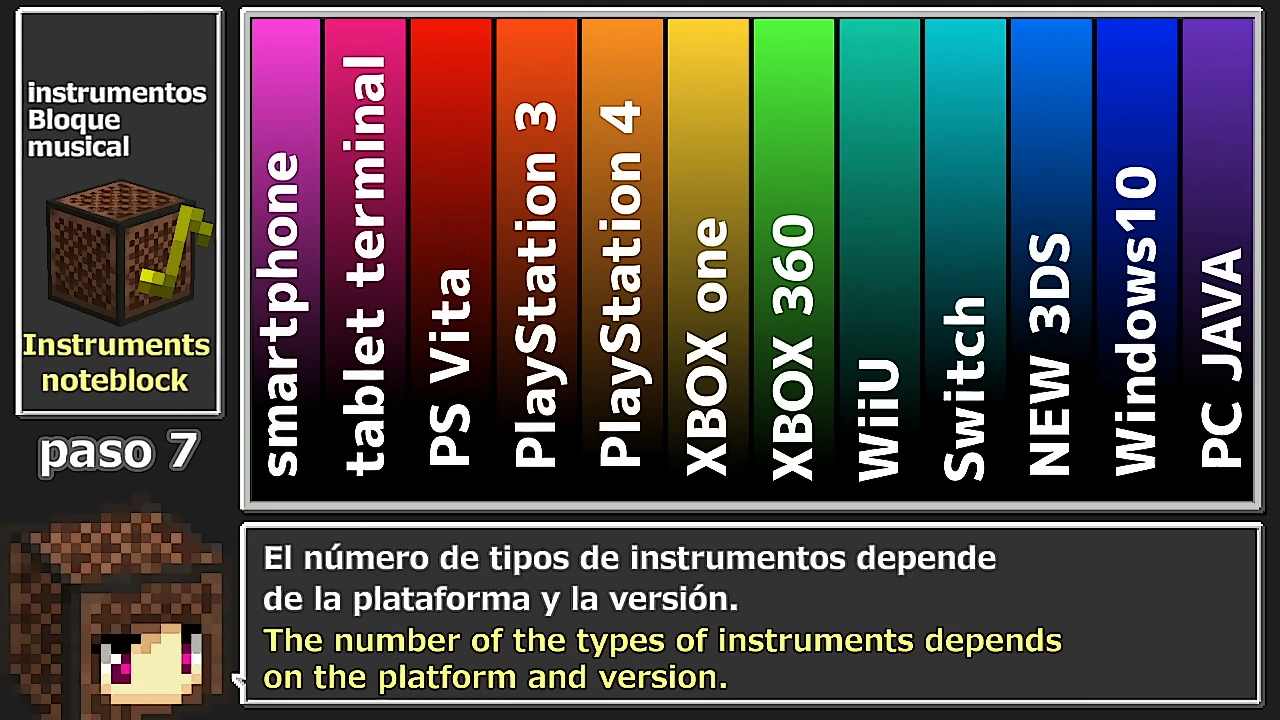 instrumentos
Bloque
musical
Instruments
noteblock
paso 7
smartphone
tablet terminal
PS Vita
PlayStation 3
PlayStation 4
XBOX one
XBOX 360
WiiU
Switch
NEW 3DS
Windows10
PC JAVA
El número de tipos de instrumentos depende
de la plataforma y la versión.
The number of the types of instruments depends
on the platform and version.